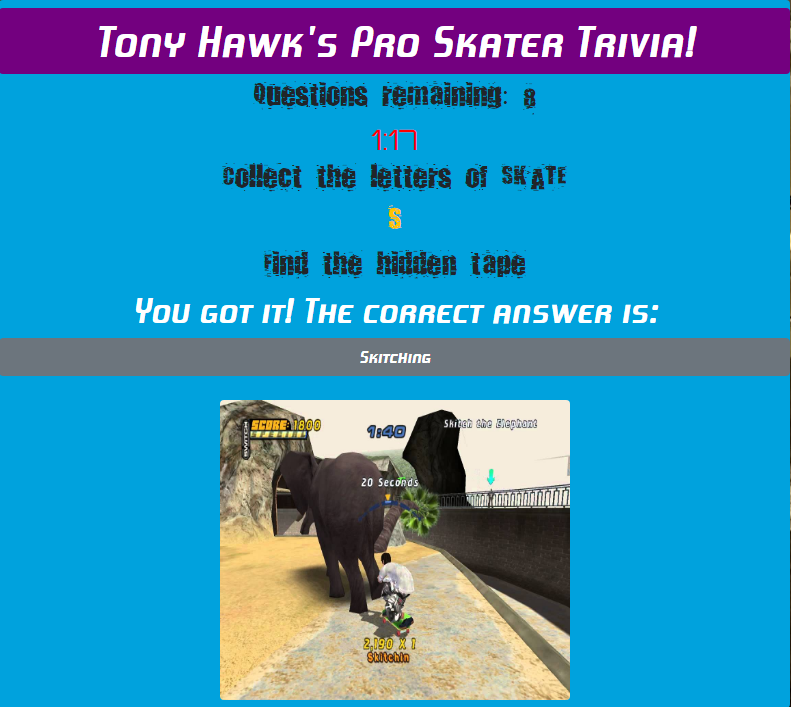 Tony Hawk's Pro Skater Trivia!
Questions remaining: 8
1:17
Collect the letters of SKATE
S
Find the hidden tape
You got it! The correct answer is:
Skitching
SCORE: 1800
1:40
Skitch the Elephant
SWITCH
SPECIAL
20 Seconds
2,190 X 1
Skitchin